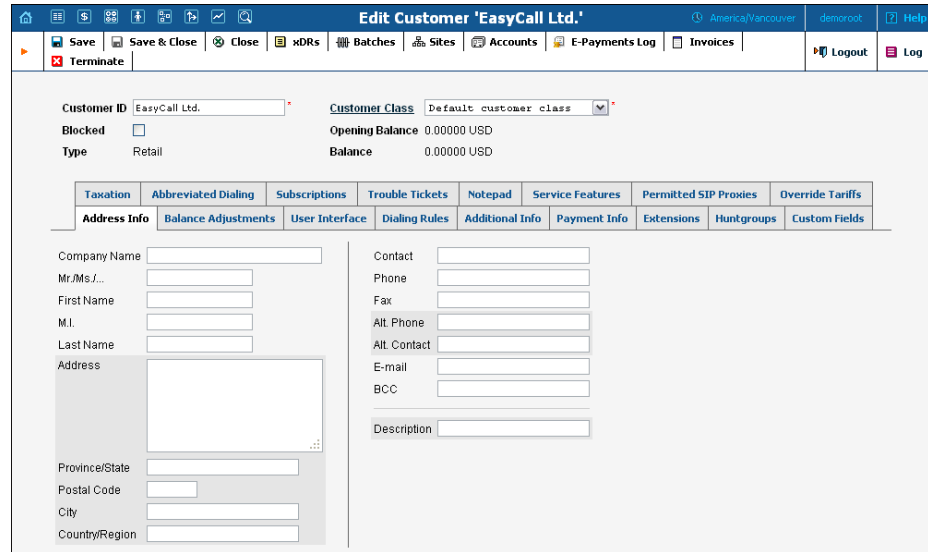 Edit Customer 'EasyCall Ltd.' America/Vancouver demoroot Help
Save Save & Close Close xDRs Batches Sites Accounts E-Payments Log Invoices
Terminate
Logout Log
Customer ID EasyCall Ltd. * Customer Class Default customer class *
Blocked Opening Balance 0.00000 USD
Type Retail Balance 0.00000 USD
Taxation Abbreviated Dialing Subscriptions Trouble Tickets Notepad Service Features Permitted SIP Proxies Override Tariffs
Address Info Balance Adjustments User Interface Dialing Rules Additional Info Payment Info Extensions Huntgroups Custom Fields
Company Name Contact
Mr./Ms./... Phone
First Name Fax
M.I. Alt. Phone
Last Name Alt. Contact
Address E-mail
BCC
Description
Province/State
Postal Code
City
Country/Region